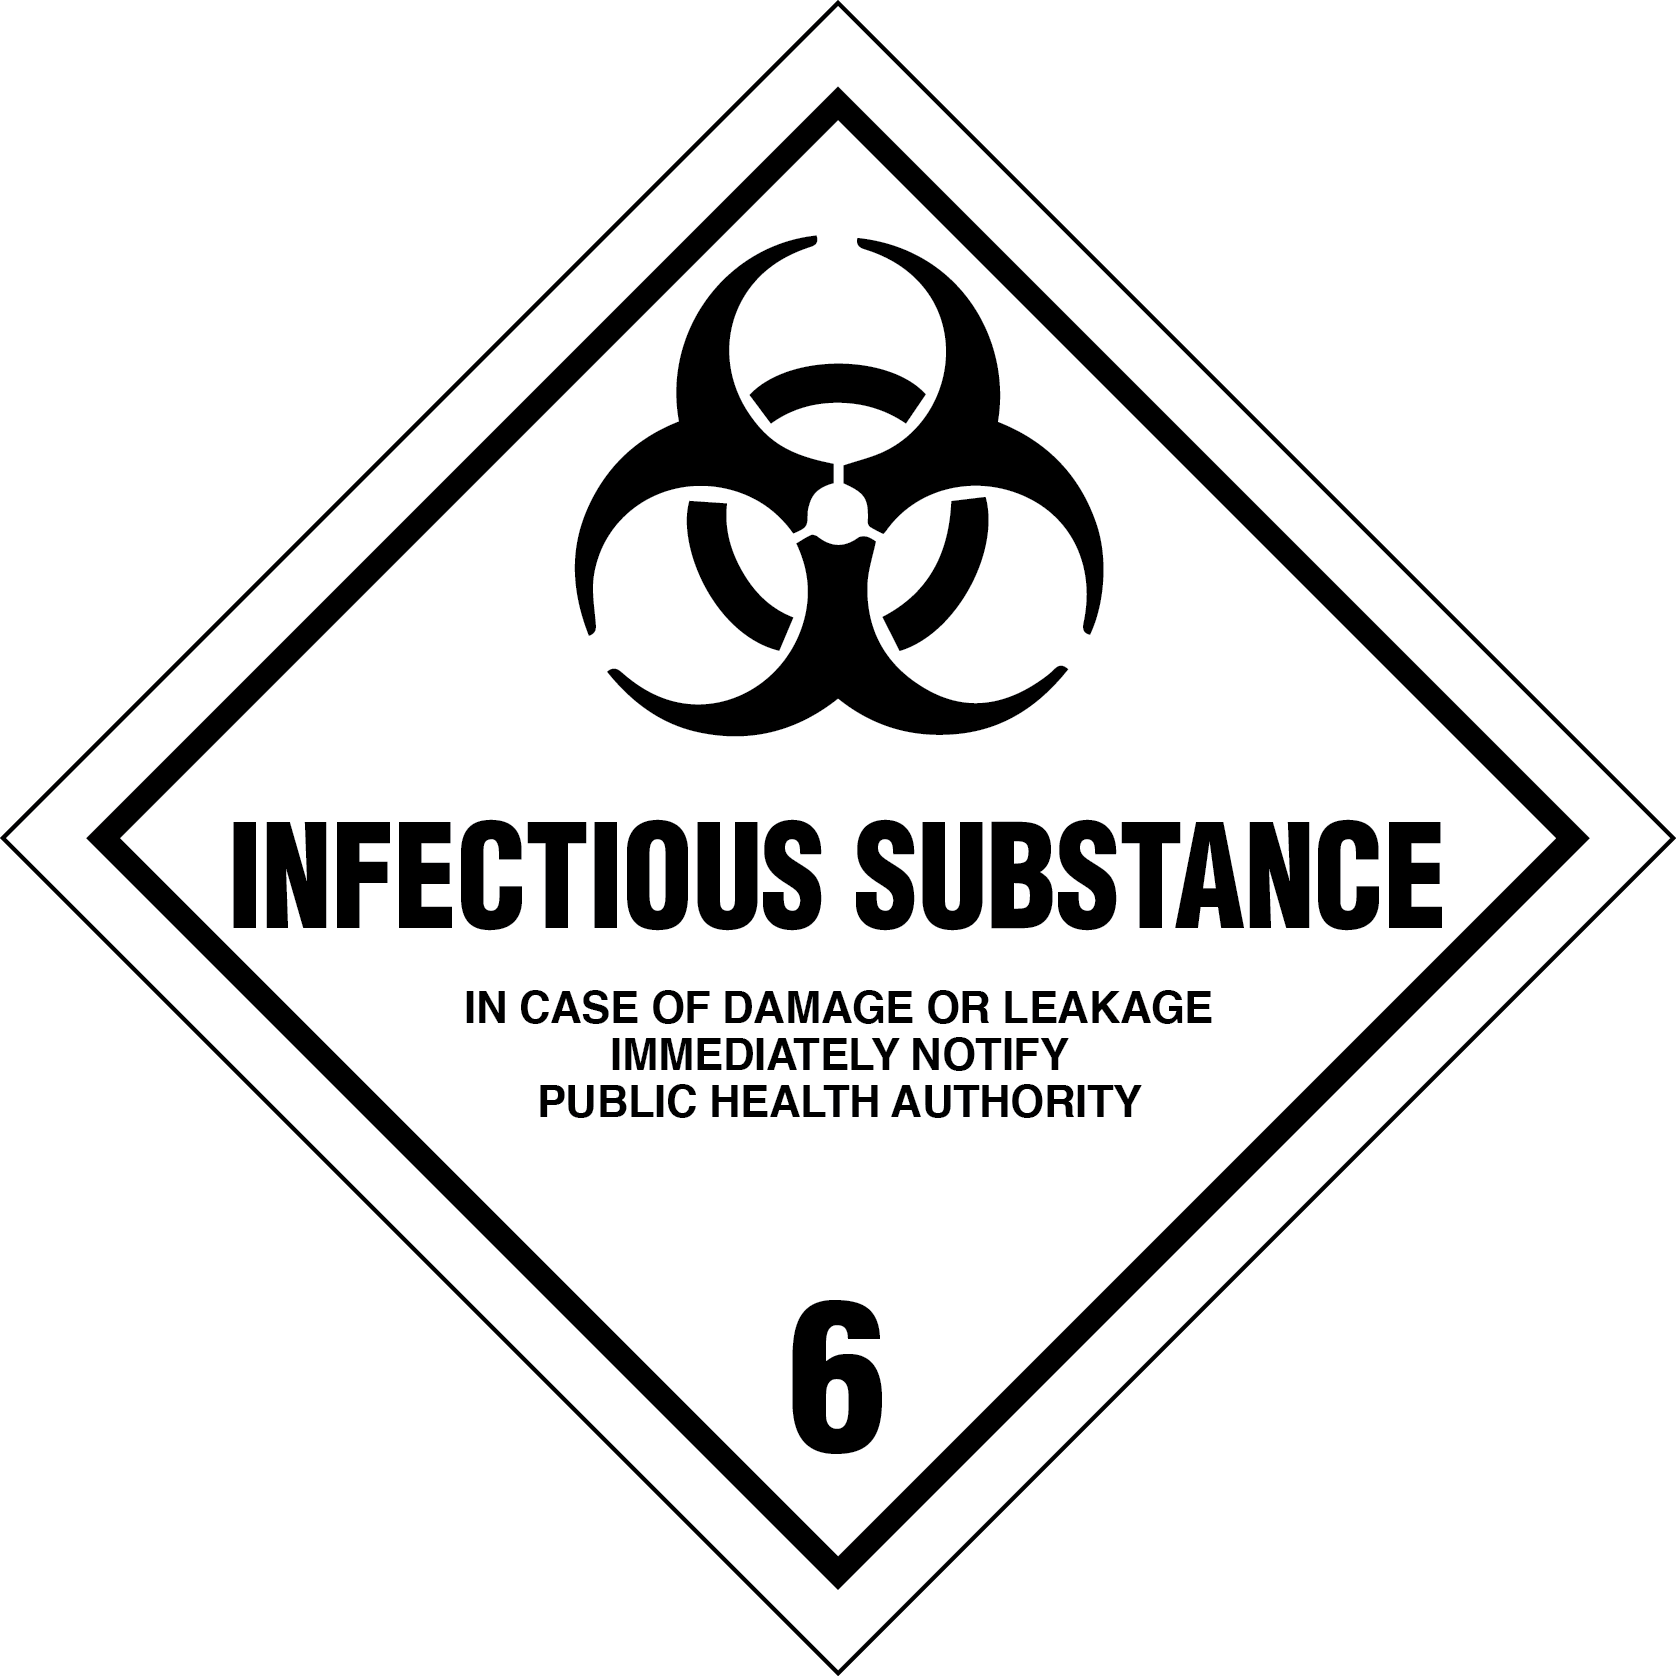 INFECTIOUS SUBSTANCE
IN CASE OF DAMAGE OR LEAKAGE
IMMEDIATELY NOTIFY
PUBLIC HEALTH AUTHORITY
6